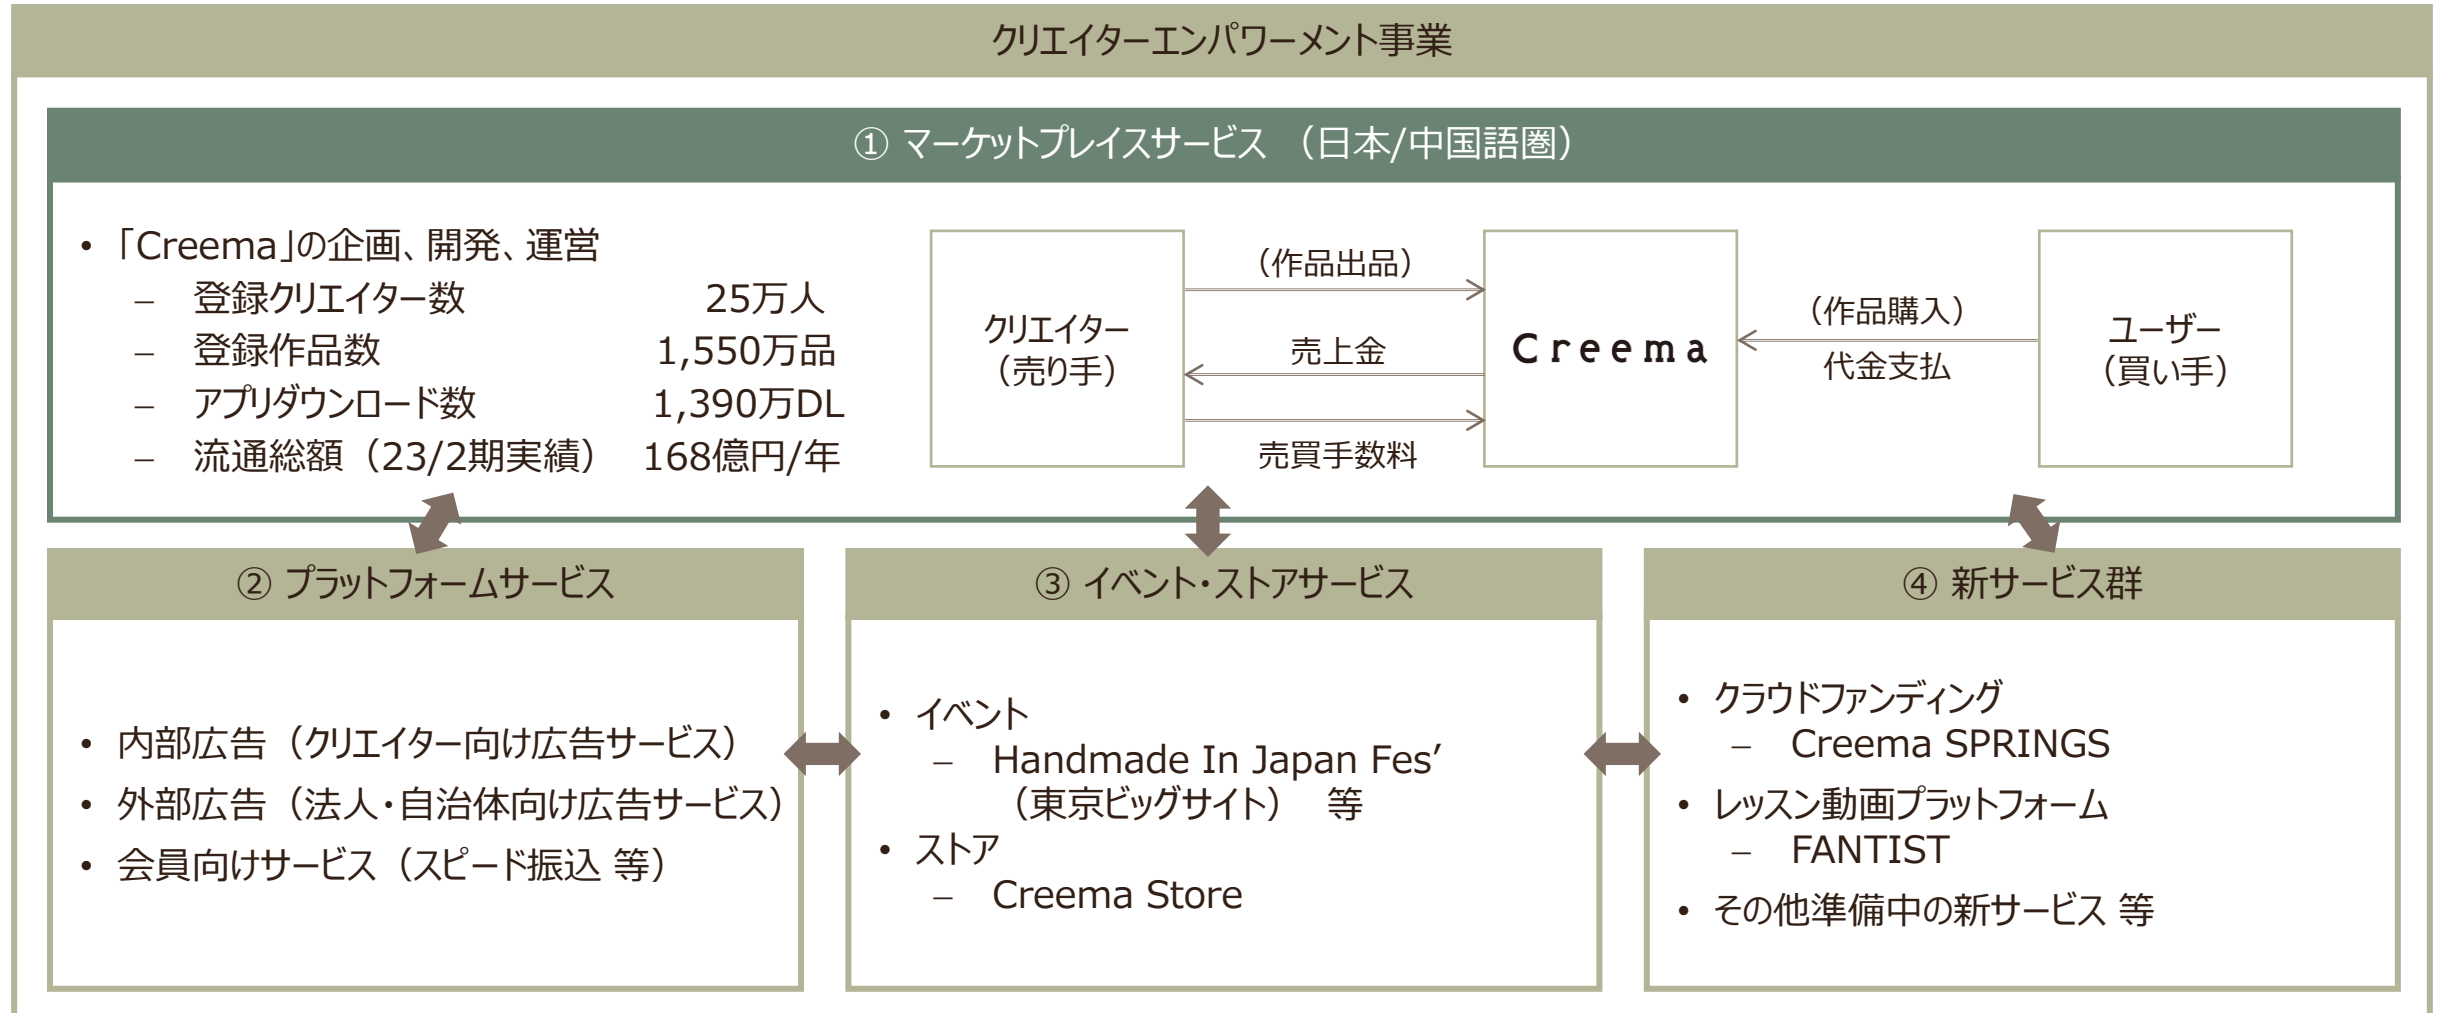 クリエイターエンパワーメント事業
① マーケットプレイスサービス （日本/中国語圏）
• 「Creema」の企画、開発、運営
– 登録クリエイター数 25万人
– 登録作品数 1,550万品
– アプリダウンロード数 1,390万DL
– 流通総額（23/2期実績） 168億円/年
クリエイター
（売り手）
（作品出品）
売上金
売買手数料
Creema
（作品購入）
代金支払
ユーザー
（買い手）
② プラットフォームサービス
• 内部広告（クリエイター向け広告サービス）
• 外部広告（法人・自治体向け広告サービス）
• 会員向けサービス（スピード振込 等）
③ イベント・ストアサービス
• イベント
– Handmade In Japan Fes’
（東京ビッグサイト） 等
• ストア
– Creema Store
④ 新サービス群
• クラウドファンディング
– Creema SPRINGS
• レッスン動画プラットフォーム
– FANTIST
• その他準備中の新サービス 等